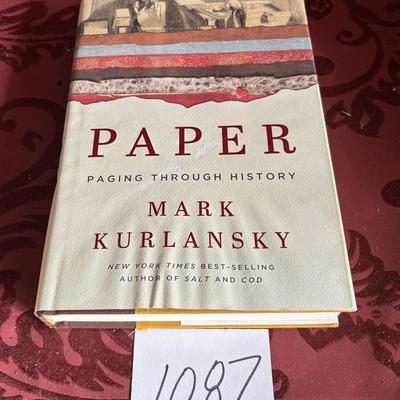 PAPER
PAGING THROUGH HISTORY
MARK
KURLANSKY
NEW YORK TIMES BEST-SELLING
AUTHOR OF SALT AND COD
1087